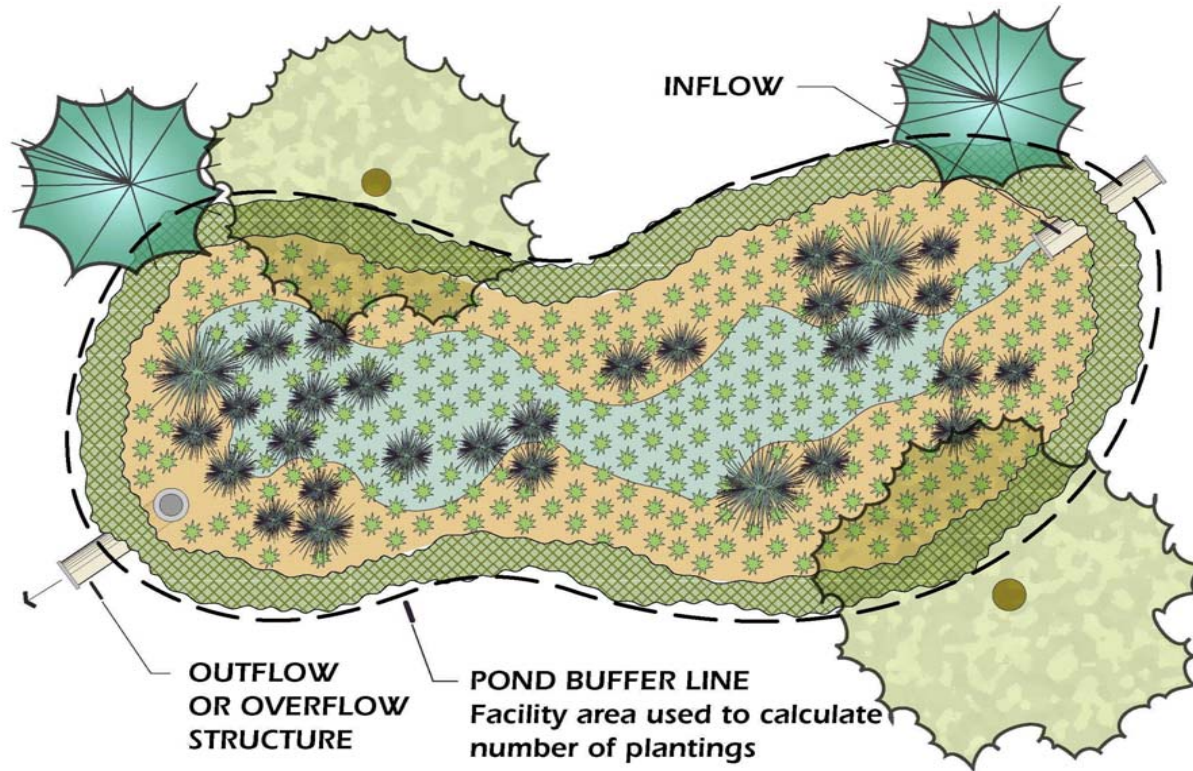 INFLOW
OUTFLOW
OR OVERFLOW
STRUCTURE
POND BUFFER LINE
Facility area used to calculate
number of plantings